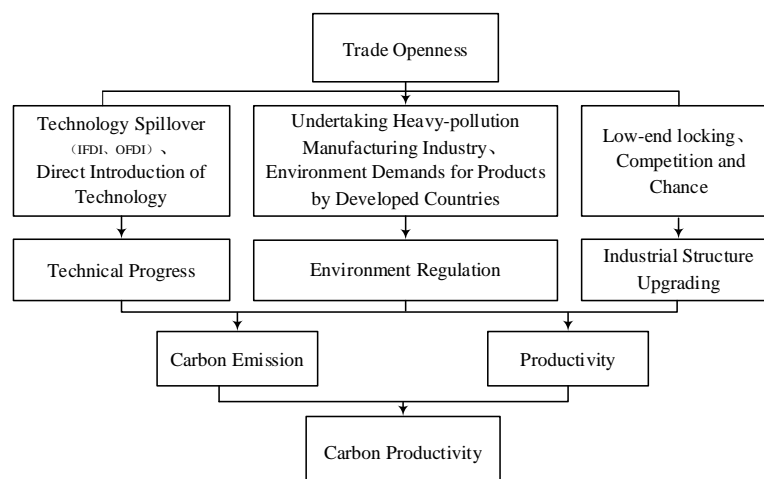 Trade Openness
Technology Spillover
（IFDI、OFDI）、
Direct Introduction of
Technology
Undertaking Heavy-pollution
Manufacturing Industry、
Environment Demands for Products
by Developed Countries
Low-end locking、
Competition and
Chance
Technical Progress
Environment Regulation
Industrial Structure
Upgrading
Carbon Emission
Productivity
Carbon Productivity